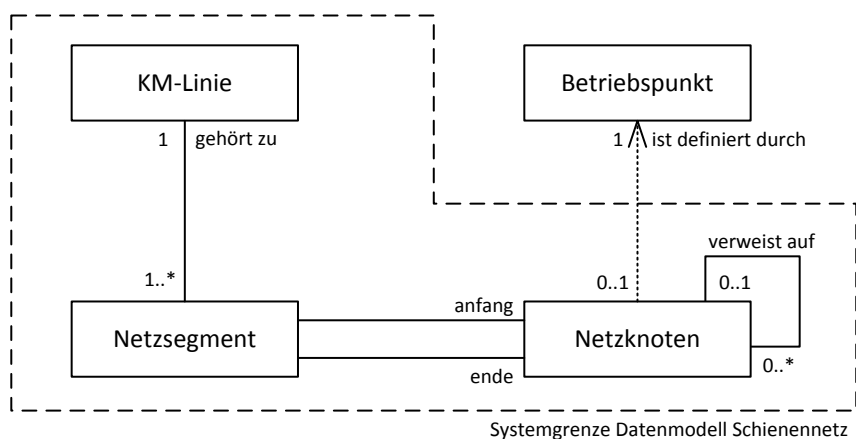 KM-Linie
Betriebspunkt
1 gehört zu
1 ist definiert durch
verweist auf
1..*
0..1
0..1
anfang
Netzsegment
Netzknoten
ende
0..*
Systemgrenze Datenmodell Schienennetz